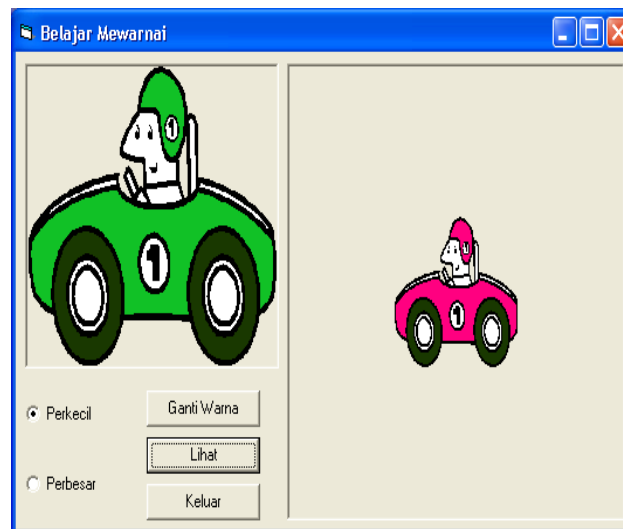 Belajar Mewarnai
1
1
1
1
Perkecil
Ganti Warna
Lihat
Perbesar
Keluar